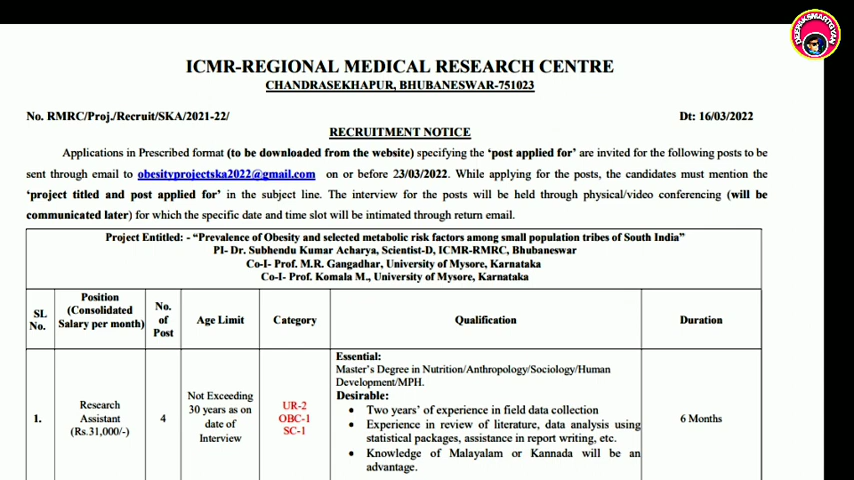 DEEPAKSMARTGYAN
ICMR-REGIONAL MEDICAL RESEARCH CENTRE
CHANDRASEKHAPUR, BHUBANESWAR-751023
No. RMRC/Proj./Recruit/SKA/2021-22/ Dt: 16/03/2022
RECRUITMENT NOTICE
Applications in Prescribed format (to be downloaded from the website) specifying the ‘post applied for’ are invited for the following posts to be
sent through email to obesityprojectska2022@gmail.com on or before 23/03/2022. While applying for the posts, the candidates must mention the
‘project titled and post applied for’ in the subject line. The interview for the posts will be held through physical/video conferencing (will be
communicated later) for which the specific date and time slot will be intimated through return email.
Project Entitled: - “Prevalence of Obesity and selected metabolic risk factors among small population tribes of South India”
PI- Dr. Subhendu Kumar Acharya, Scientist-D, ICMR-RMRC, Bhubaneswar
Co-I- Prof. M.R. Gangadhar, University of Mysore, Karnataka
Co-I- Prof. Komala M., University of Mysore, Karnataka
SL
No.
Position
(Consolidated
Salary per month)
No.
of
Post
Age Limit
Category
Qualification
Duration
1.
Research
Assistant
(Rs.31,000/-)
4
Not Exceeding
30 years as on
date of
Interview
UR-2
OBC-1
SC-1
Essential:
Master’s Degree in Nutrition/Anthropology/Sociology/Human
Development/MPH.
Desirable:
• Two years’ of experience in field data collection
• Experience in review of literature, data analysis using
statistical packages, assistance in report writing, etc.
• Knowledge of Malayalam or Kannada will be an
advantage.
6 Months